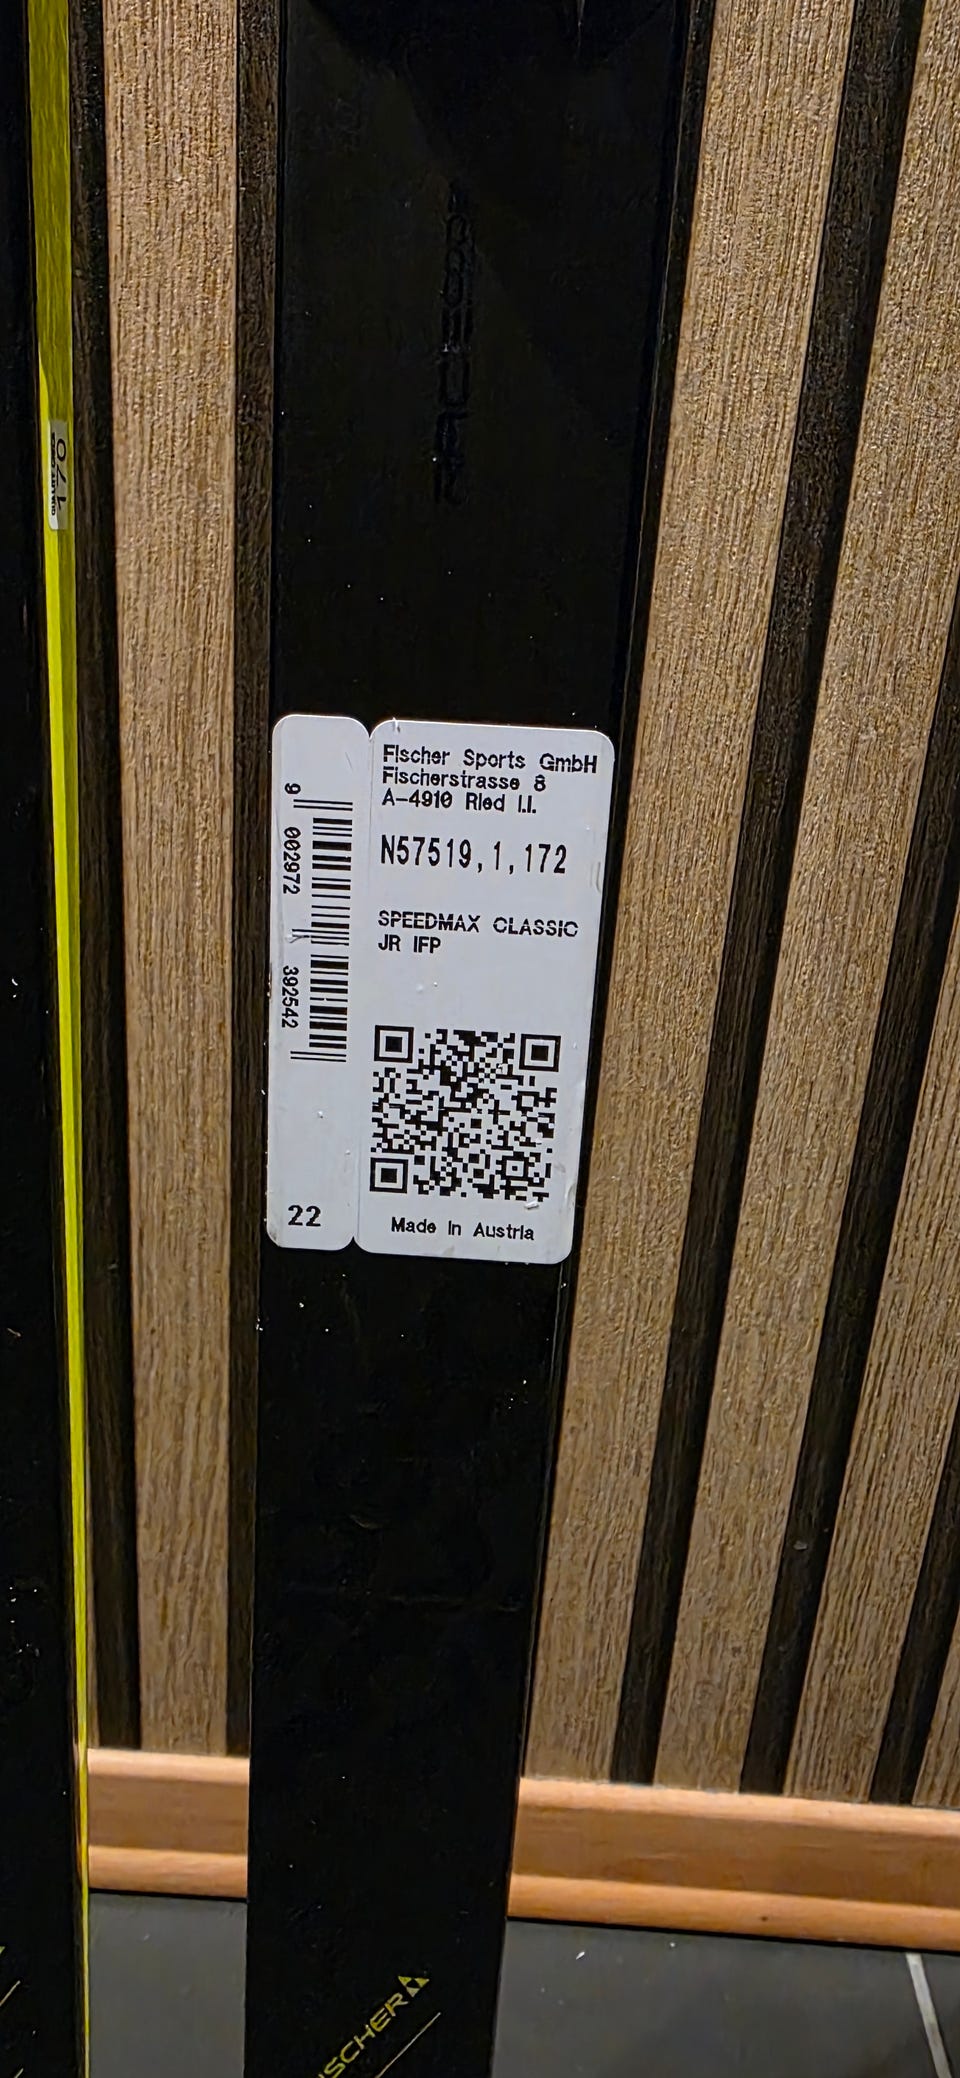 170
Fischer Sports GmbH
Fischerstrasse 8
A-4910 Ried I.I.
N57519,1,172
SPEEDMAX CLASSIC
JR IFP
9 002972 392542
22
Made In Austria
SCHER